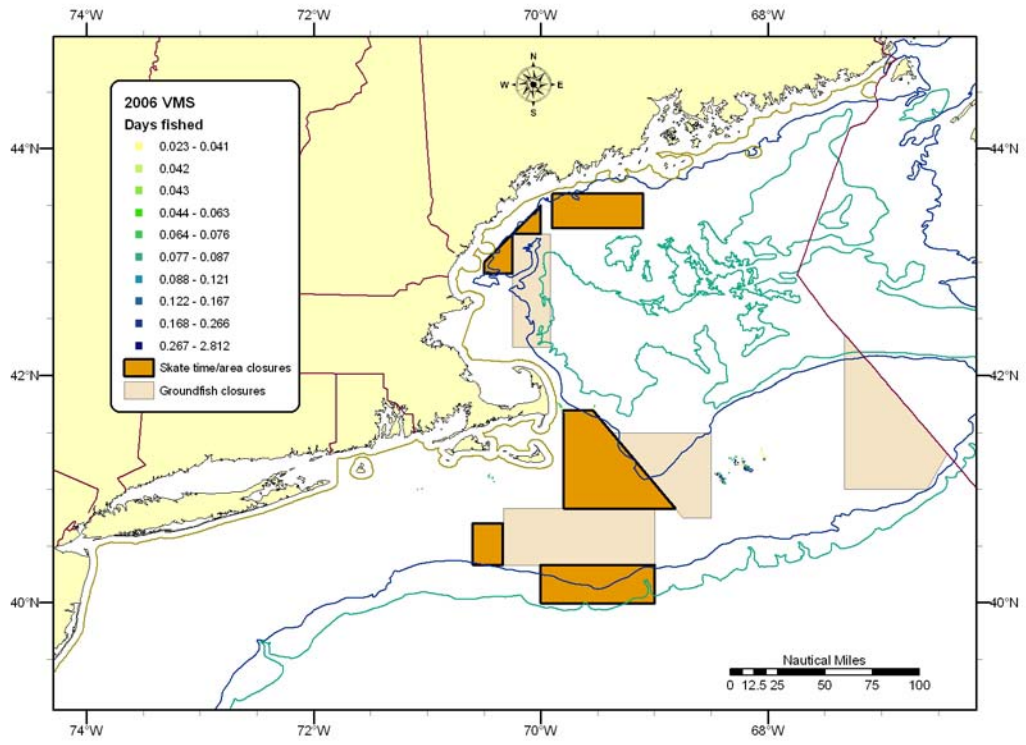 74°W 72°W 70°W 68°W
N
W E
S
2006 VMS
Days fished
0.023 - 0.041
0.042
0.043
0.044 - 0.063
0.064 - 0.076
0.077 - 0.087
0.088 - 0.121
0.122 - 0.167
0.168 - 0.266
0.267 - 2.812
Skate time/area closures
Groundfish closures
44°N 44°N
42°N 42°N
40°N 40°N
Nautical Miles
0 12.5 25 50 75 100
74°W 72°W 70°W 68°W